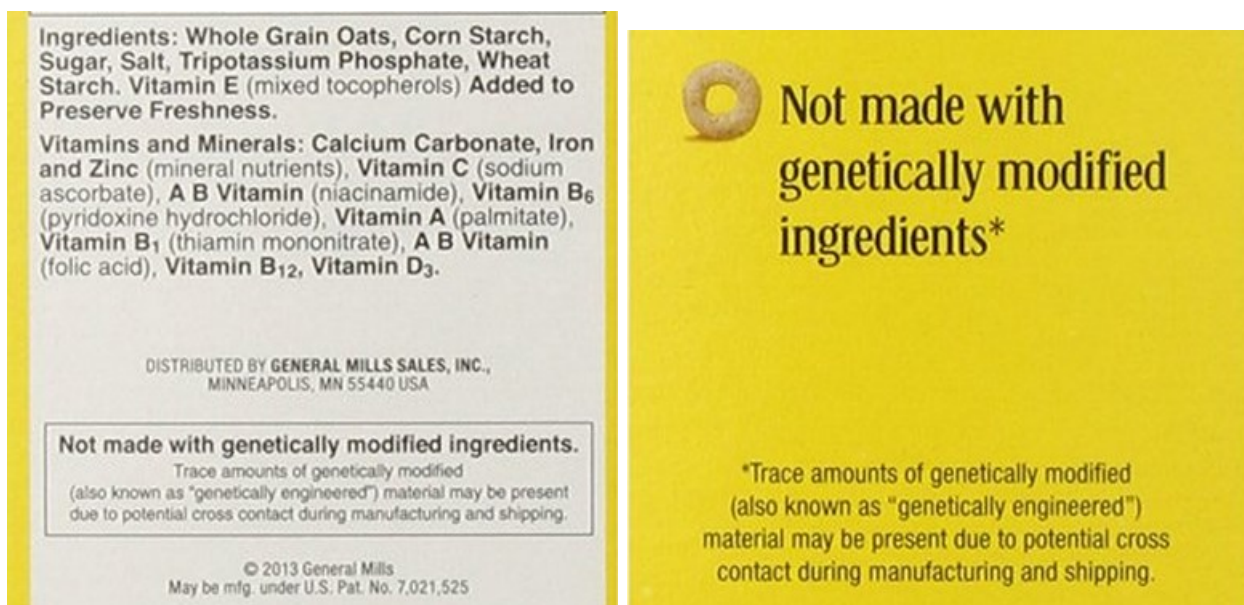 Ingredients: Whole Grain Oats, Corn Starch,
Sugar, Salt, Tripotassium Phosphate, Wheat
Starch. Vitamin E (mixed tocopherols) Added to
Preserve Freshness.
Vitamins and Minerals: Calcium Carbonate, Iron
and Zinc (mineral nutrients), Vitamin C (sodium
ascorbate), A B Vitamin (niacinamide), Vitamin B6
(pyridoxine hydrochloride), Vitamin A (palmitate),
Vitamin B1 (thiamin mononitrate), A B Vitamin
(folic acid), Vitamin B12, Vitamin D3.
DISTRIBUTED BY GENERAL MILLS SALES, INC.,
MINNEAPOLIS, MN 55440 USA
Not made with genetically modified ingredients.
Trace amounts of genetically modified
(also known as "genetically engineered") material may be present
due to potential cross contact during manufacturing and shipping.
© 2013 General Mills
May be mfg. under U.S. Pat. No. 7,021,525
Not made with
genetically modified
ingredients*
*Trace amounts of genetically modified
(also known as “genetically engineered”)
material may be present due to potential cross
contact during manufacturing and shipping.